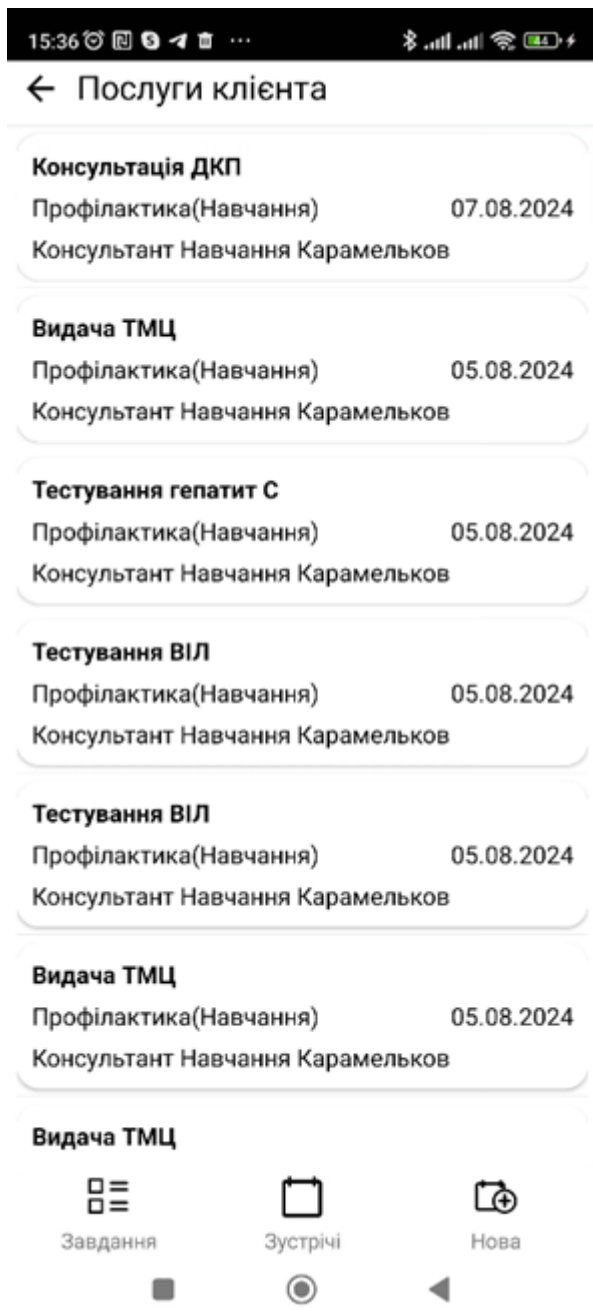 15:36
44
Послуги клієнта
Консультація ДКП
Профілактика(Навчання) 07.08.2024
Консультант Навчання Карамельков
Видача ТМЦ
Профілактика(Навчання) 05.08.2024
Консультант Навчання Карамельков
Тестування гепатит С
Профілактика(Навчання) 05.08.2024
Консультант Навчання Карамельков
Тестування ВІЛ
Профілактика(Навчання) 05.08.2024
Консультант Навчання Карамельков
Тестування ВІЛ
Профілактика(Навчання) 05.08.2024
Консультант Навчання Карамельков
Видача ТМЦ
Профілактика(Навчання) 05.08.2024
Консультант Навчання Карамельков
Видача ТМЦ
Завдання Зустрічі Нова